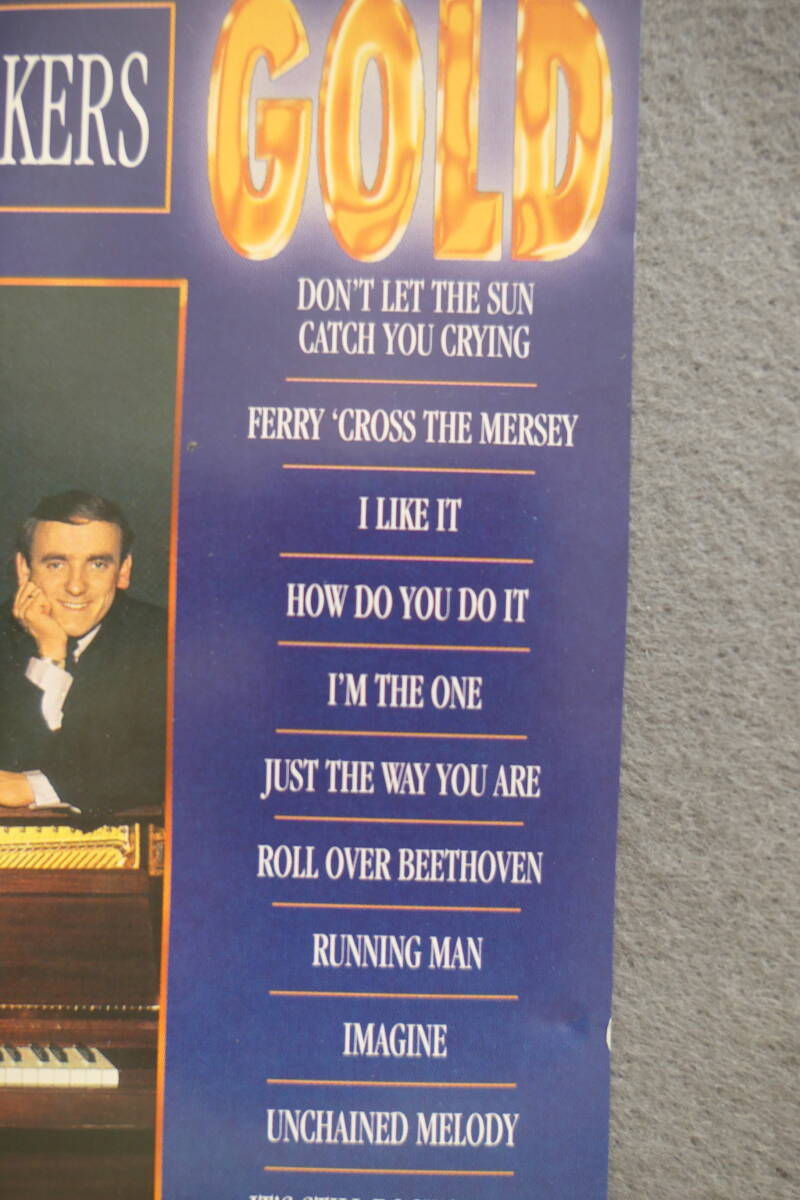 KERS
GOLD
DON'T LET THE SUN
CATCH YOU CRYING
FERRY ‘CROSS THE MERSEY
I LIKE IT
HOW DO YOU DO IT
I'M THE ONE
JUST THE WAY YOU ARE
ROLL OVER BEETHOVEN
RUNNING MAN
IMAGINE
UNCHAINED MELODY